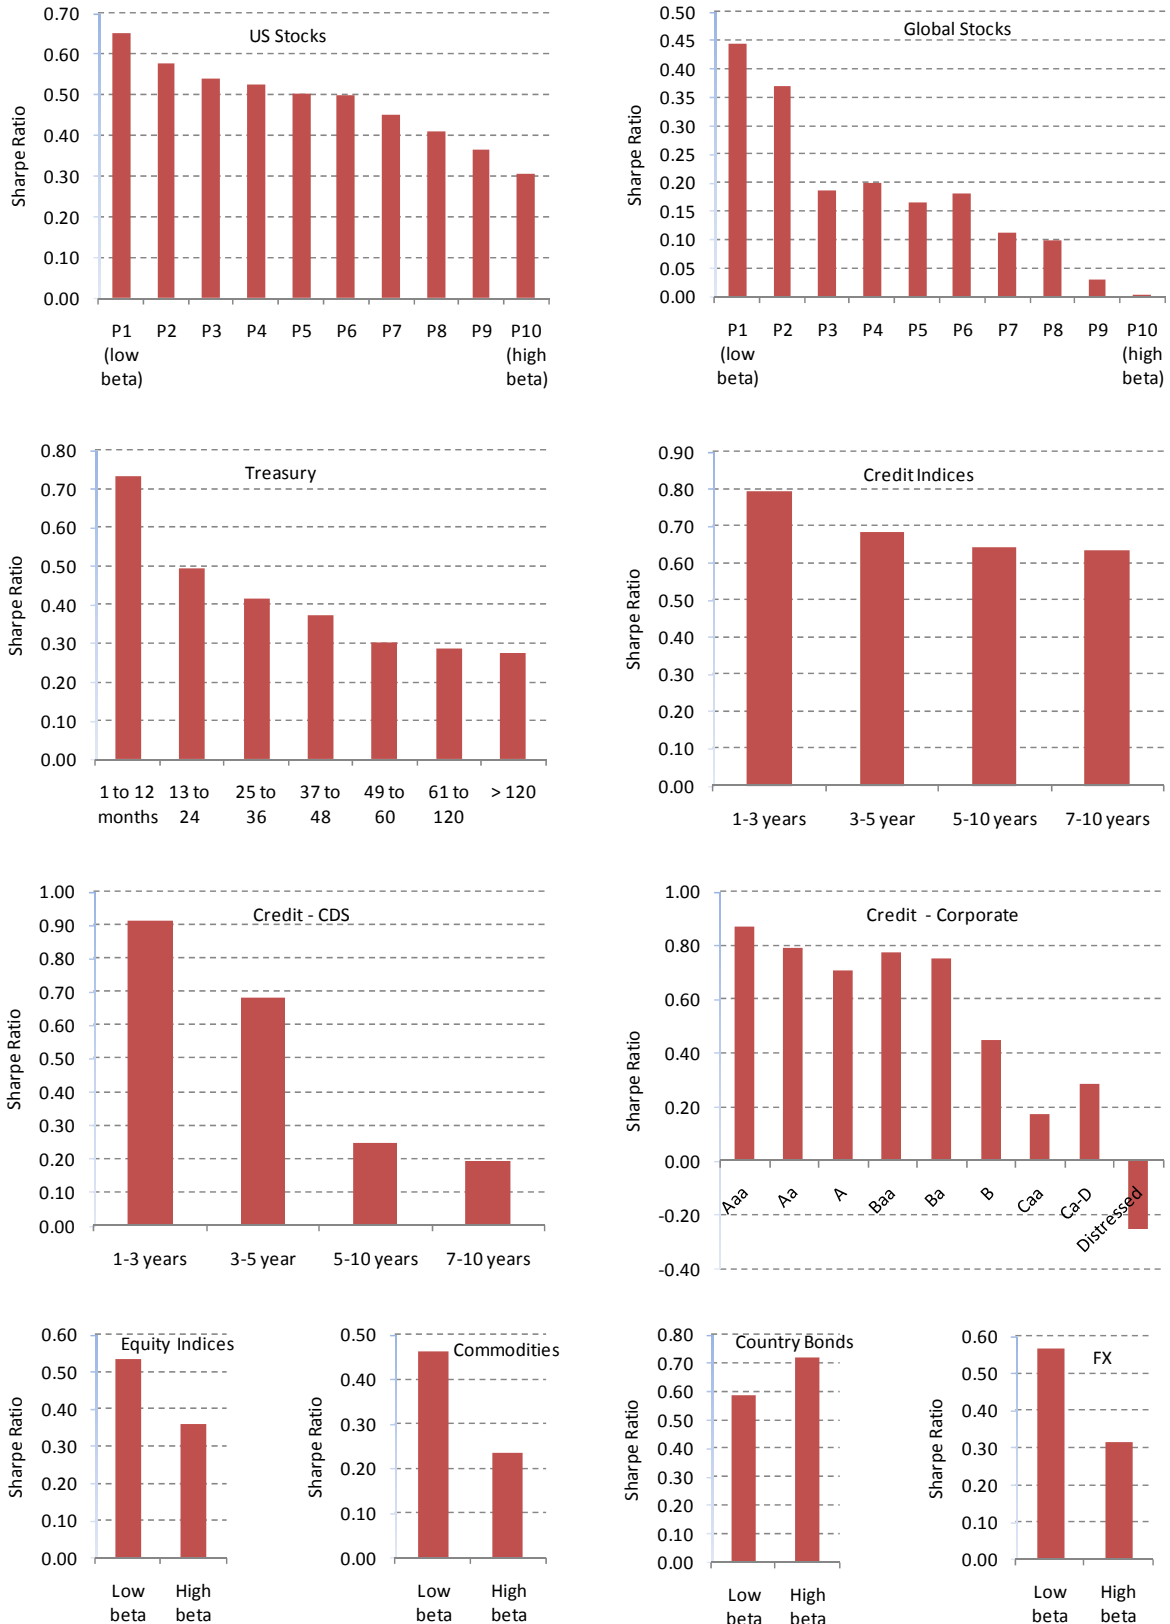 US Stocks
Sharpe Ratio
0.70
0.60
0.50
0.40
0.30
0.20
0.10
0.00
P1 P2 P3 P4 P5 P6 P7 P8 P9 P10
(low (high
beta) beta)
Global Stocks
Sharpe Ratio
0.50
0.45
0.40
0.35
0.30
0.25
0.20
0.15
0.10
0.05
0.00
P1 P2 P3 P4 P5 P6 P7 P8 P9 P10
(low (high
beta) beta)
Treasury
Sharpe Ratio
0.80
0.70
0.60
0.50
0.40
0.30
0.20
0.10
0.00
1 to 12 13 to 25 to 37 to 49 to 61 to > 120
months 24 36 48 60 120
Credit Indices
Sharpe Ratio
0.90
0.80
0.70
0.60
0.50
0.40
0.30
0.20
0.10
0.00
1-3 years 3-5 year 5-10 years 7-10 years
Credit - CDS
Sharpe Ratio
1.00
0.90
0.80
0.70
0.60
0.50
0.40
0.30
0.20
0.10
0.00
1-3 years 3-5 year 5-10 years 7-10 years
Credit - Corporate
Sharpe Ratio
1.00
0.80
0.60
0.40
0.20
0.00
-0.20
-0.40
Aaa Aa A Baa Ba B Caa Ca-D Distressed
Equity Indices
Sharpe Ratio
0.60
0.50
0.40
0.30
0.20
0.10
0.00
Low High
beta beta
Commodities
Sharpe Ratio
0.50
0.40
0.30
0.20
0.10
0.00
Low High
beta beta
Country Bonds
Sharpe Ratio
0.80
0.70
0.60
0.50
0.40
0.30
0.20
0.10
0.00
Low High
beta beta
FX
Sharpe Ratio
0.60
0.50
0.40
0.30
0.20
0.10
0.00
Low High
beta beta